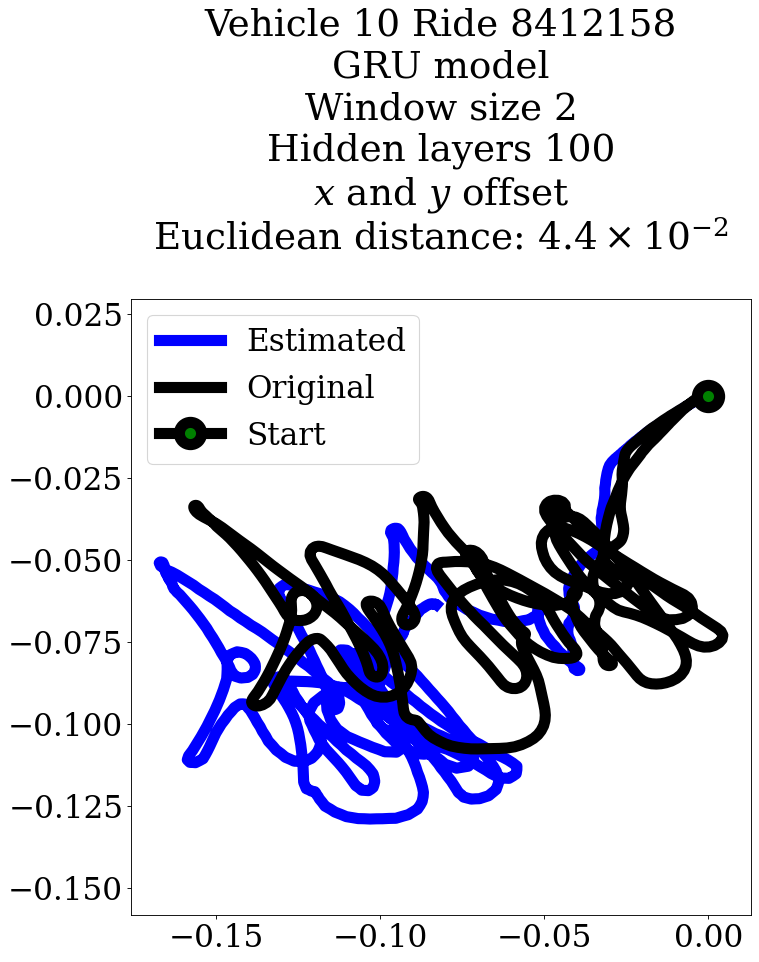 Vehicle 10 Ride 8412158
GRU model
Window size 2
Hidden layers 100
x and y offset
Euclidean distance: 4.4 × 10⁻²
Estimated
Original
Start
0.025
0.000
−0.025
−0.050
−0.075
−0.100
−0.125
−0.150
−0.15 −0.10 −0.05 0.00